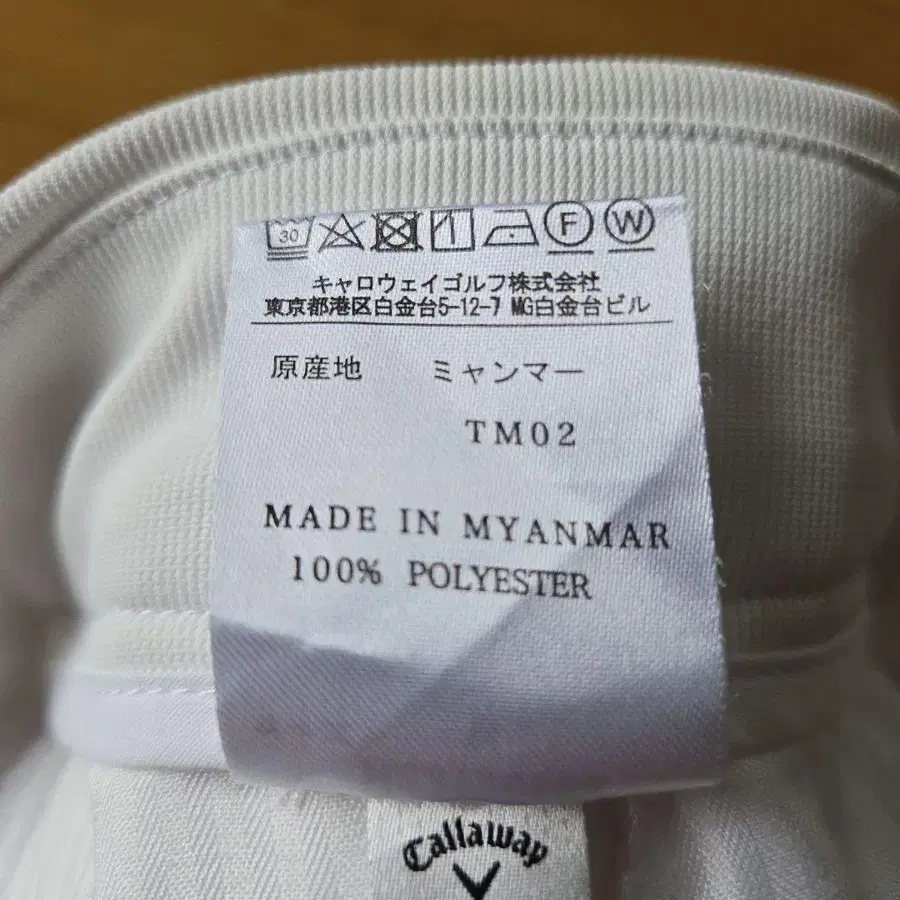 30 F W
キャロウェイゴルフ株式会社
東京都港区白金台5-12-7 MG白金台ビル
原産地 ミャンマー
TM02
MADE IN MYANMAR
100% POLYESTER
Callaway